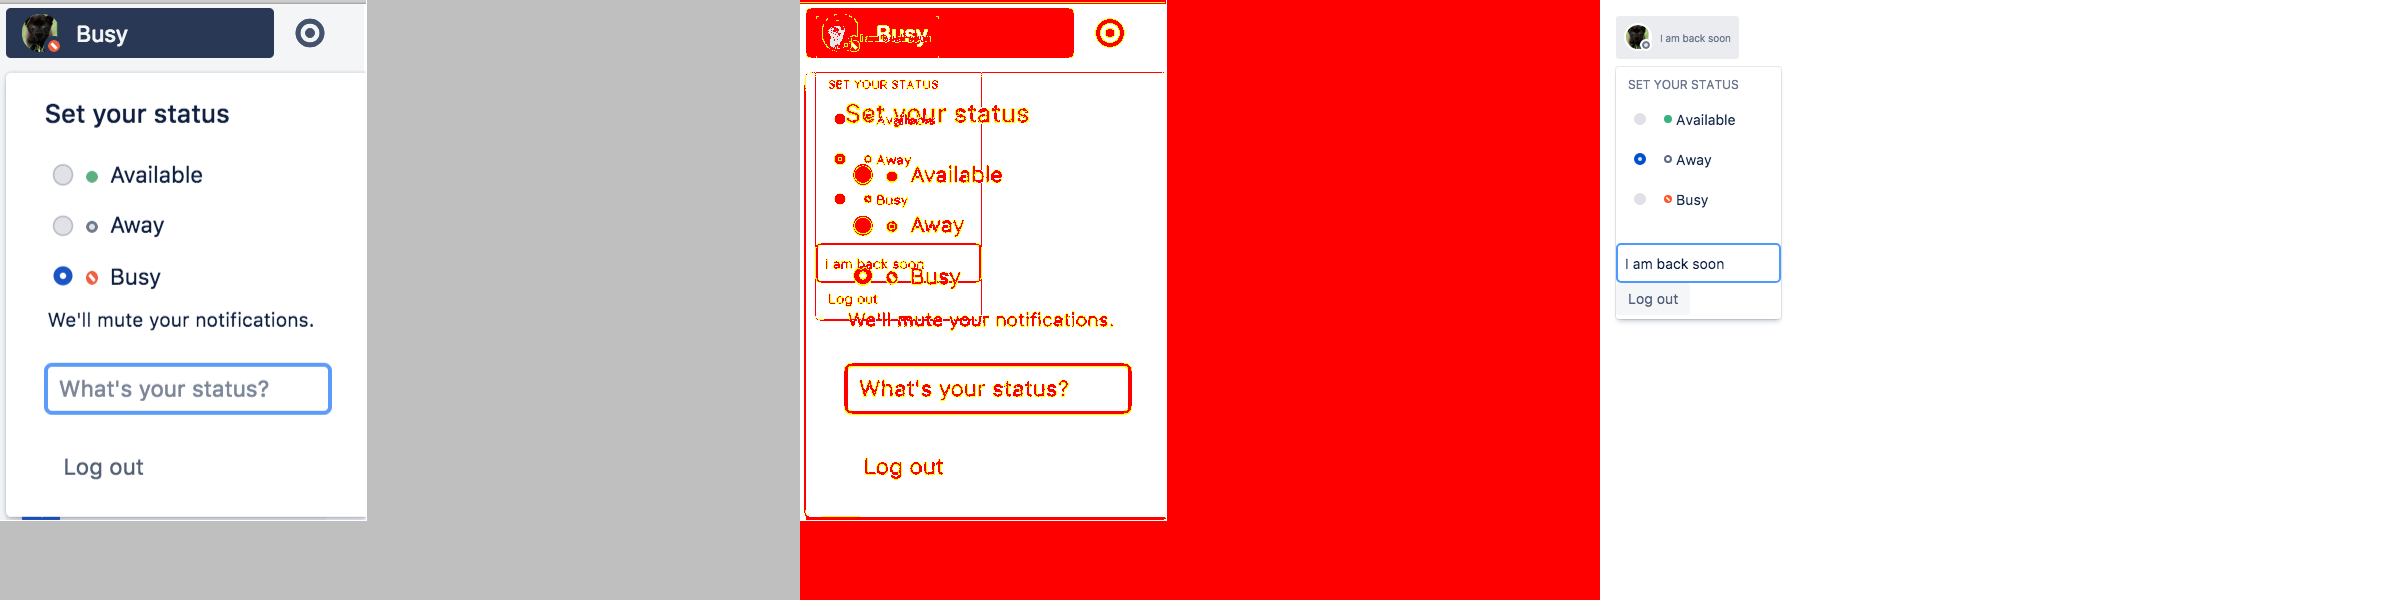 Busy
Set your status
Available
Away
Busy
We'll mute your notifications.
What's your status?
Log out
Busy
SET YOUR STATUS
Set your status
Available
Away
Available
Busy
Away
I am back soon
Busy
Log out
We'll mute your notifications.
What's your status?
Log out
I am back soon
SET YOUR STATUS
Available
Away
Busy
I am back soon
Log out